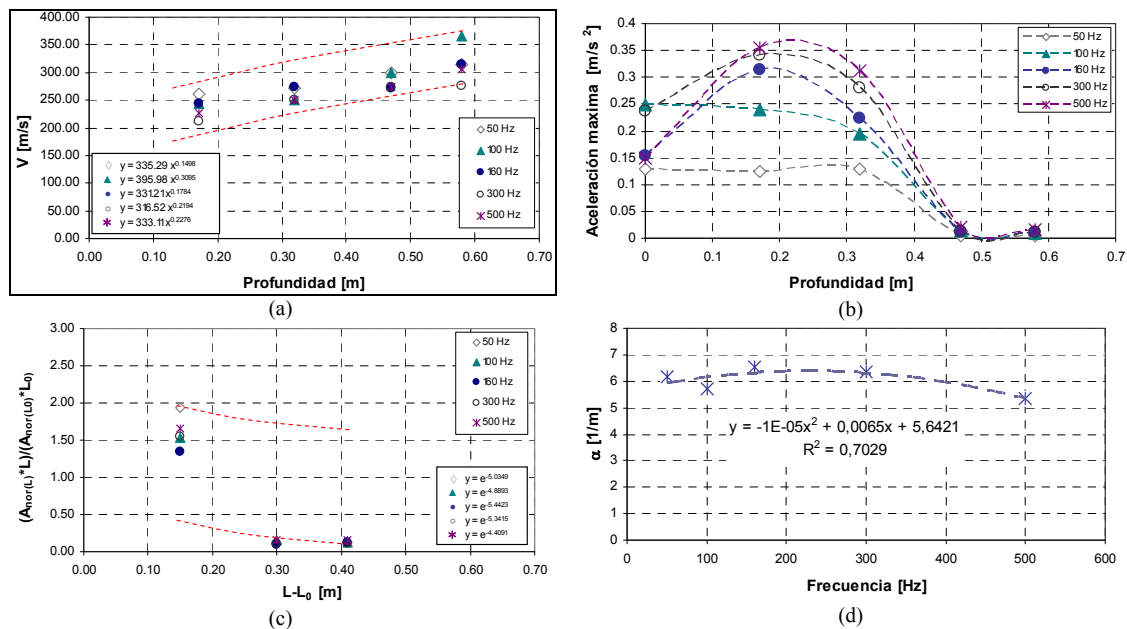 400.00
350.00
300.00
250.00
200.00
150.00
100.00
50.00
0.00
V [m/s]
0.00 0.10 0.20 0.30 0.40 0.50 0.60 0.70
Profundidad [m]
50 Hz
100 Hz
160 Hz
300 Hz
500 Hz
y = 335.29 x^0.1498
y = 395.98 x^0.3095
y = 331.21x^0.1784
y = 316.52 x^0.2194
y = 333.11x^0.2276
(a)
0.4
0.35
0.3
0.25
0.2
0.15
0.1
0.05
0
Aceleración maxima [m/s^2]
0 0.1 0.2 0.3 0.4 0.5 0.6 0.7
Profundidad [m]
50 Hz
100 Hz
160 Hz
300 Hz
500 Hz
(b)
3.00
2.50
2.00
1.50
1.00
0.50
0.00
(A_nor(L)*L)/(A_nor(L0)*L_0)
0.00 0.10 0.20 0.30 0.40 0.50 0.60 0.70
L-L_0 [m]
50 Hz
100 Hz
160 Hz
300 Hz
500 Hz
y = e^-5.0349
y = e^-4.8893
y = e^-5.4423
y = e^-5.3415
y = e^-4.4091
(c)
8
7
6
5
4
3
2
1
0
α [1/m]
y = -1E-05x^2 + 0,0065x + 5,6421
R^2 = 0,7029
0 100 200 300 400 500 600
Frecuencia [Hz]
(d)